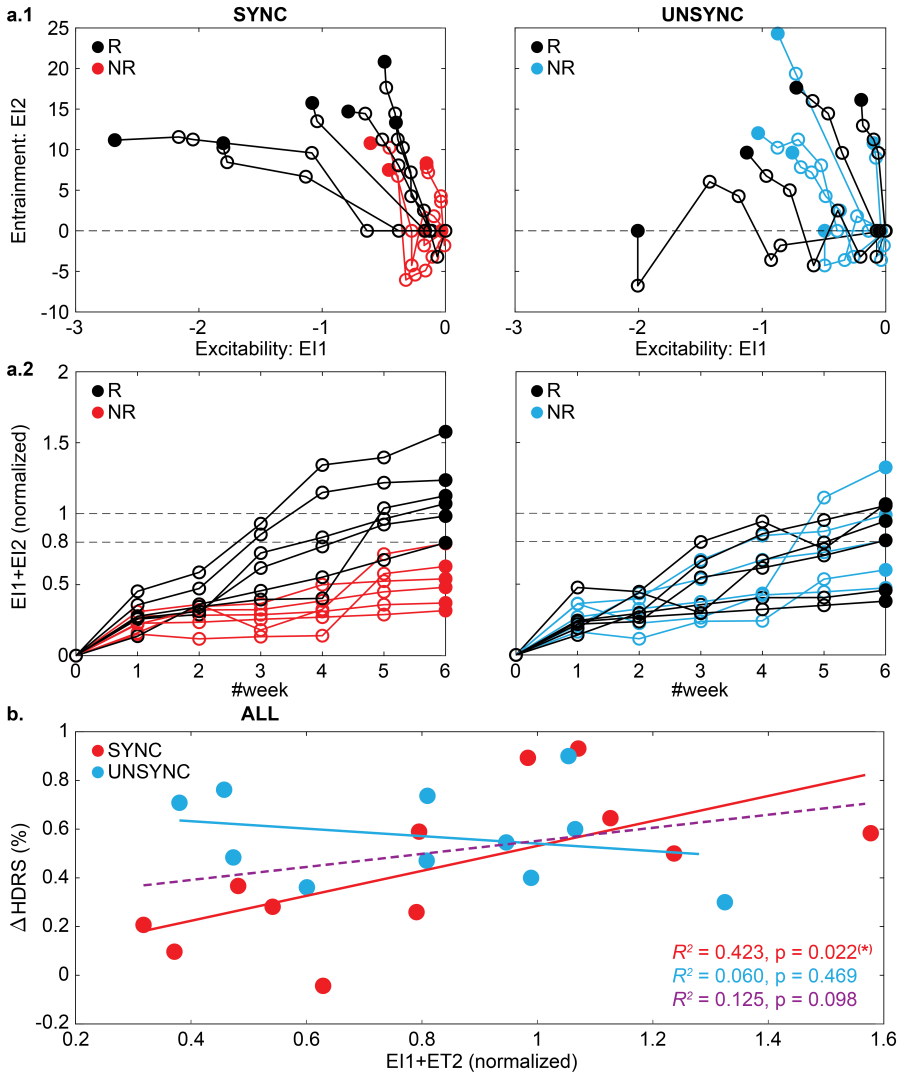 a.1 SYNC UNSYNC
25 R R
20 NR NR
15
10
5
0
-5
-10
Entrainment: EI2
-3 -2 -1 0 -3 -2 -1 0
Excitability: EI1 Excitability: EI1
a.2
2 R R
NR NR
1.5
1
0.8
0.5
0
EI1+EI2 (normalized)
0 1 2 3 4 5 6 0 1 2 3 4 5 6
#week #week
b. ALL
1 SYNC
UNSYNC
0.8
0.6
0.4
0.2
0
-0.2
ΔHDRS (%)
R² = 0.423, p = 0.022(*)
R² = 0.060, p = 0.469
R² = 0.125, p = 0.098
0.2 0.4 0.6 0.8 1 1.2 1.4 1.6
EI1+ET2 (normalized)